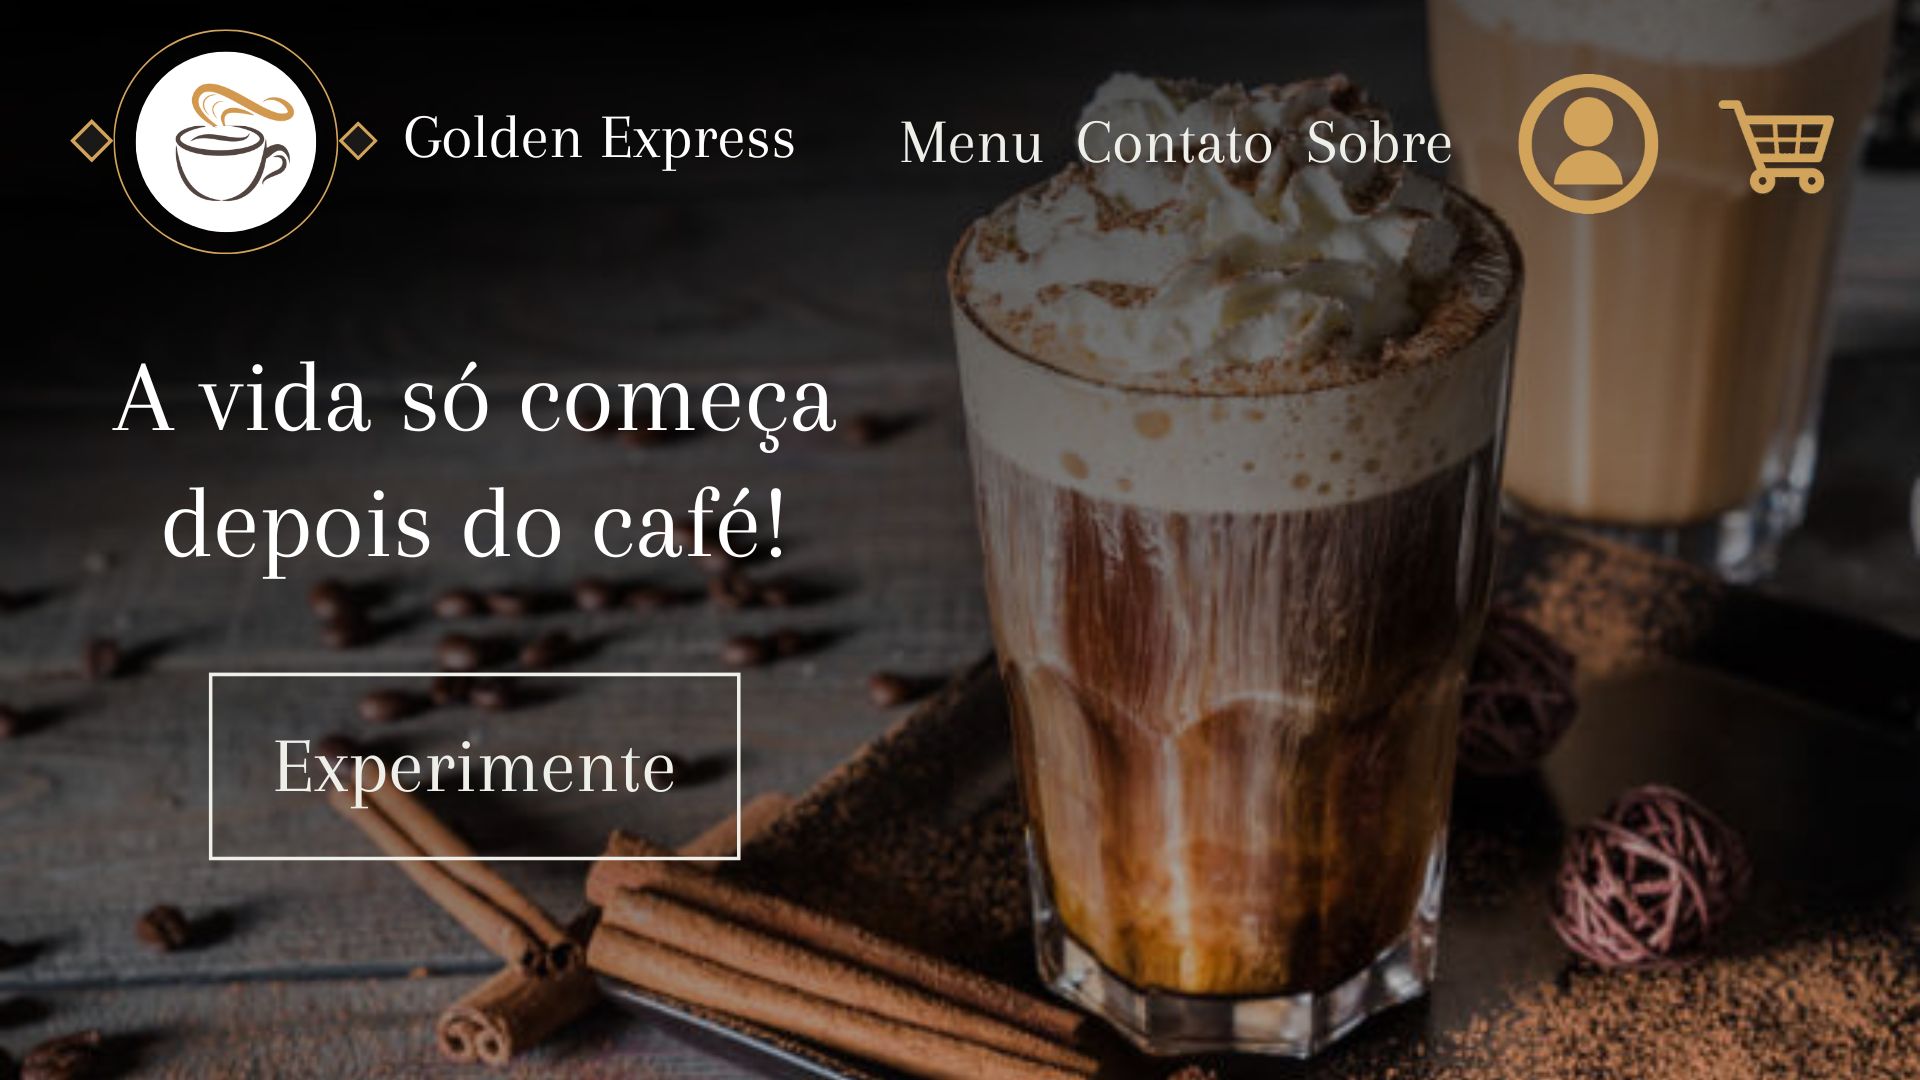 Golden Express
Menu Contato Sobre
A vida só começa
depois do café!
Experimente